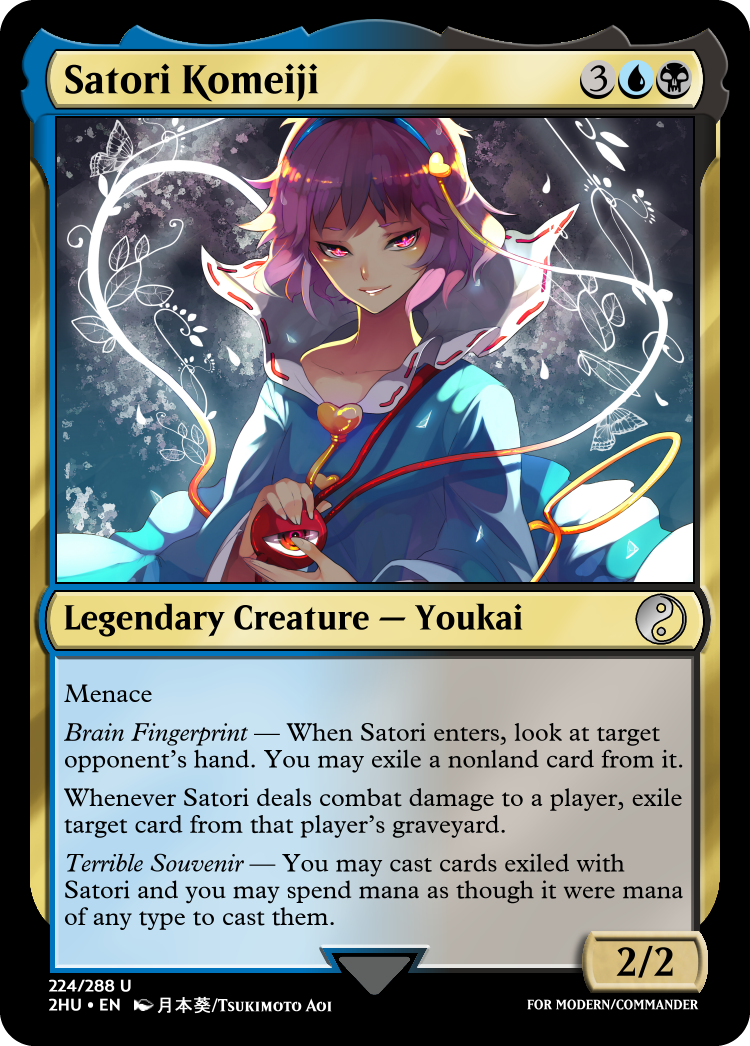 Satori Komeiji 3
Legendary Creature — Youkai
Menace
Brain Fingerprint — When Satori enters, look at target
opponent's hand. You may exile a nonland card from it.
Whenever Satori deals combat damage to a player, exile
target card from that player's graveyard.
Terrible Souvenir — You may cast cards exiled with
Satori and you may spend mana as though it were mana
of any type to cast them.
2/2
224/288 U
2HU • EN 月本葵/Tsukimoto Aoi
FOR MODERN/COMMANDER